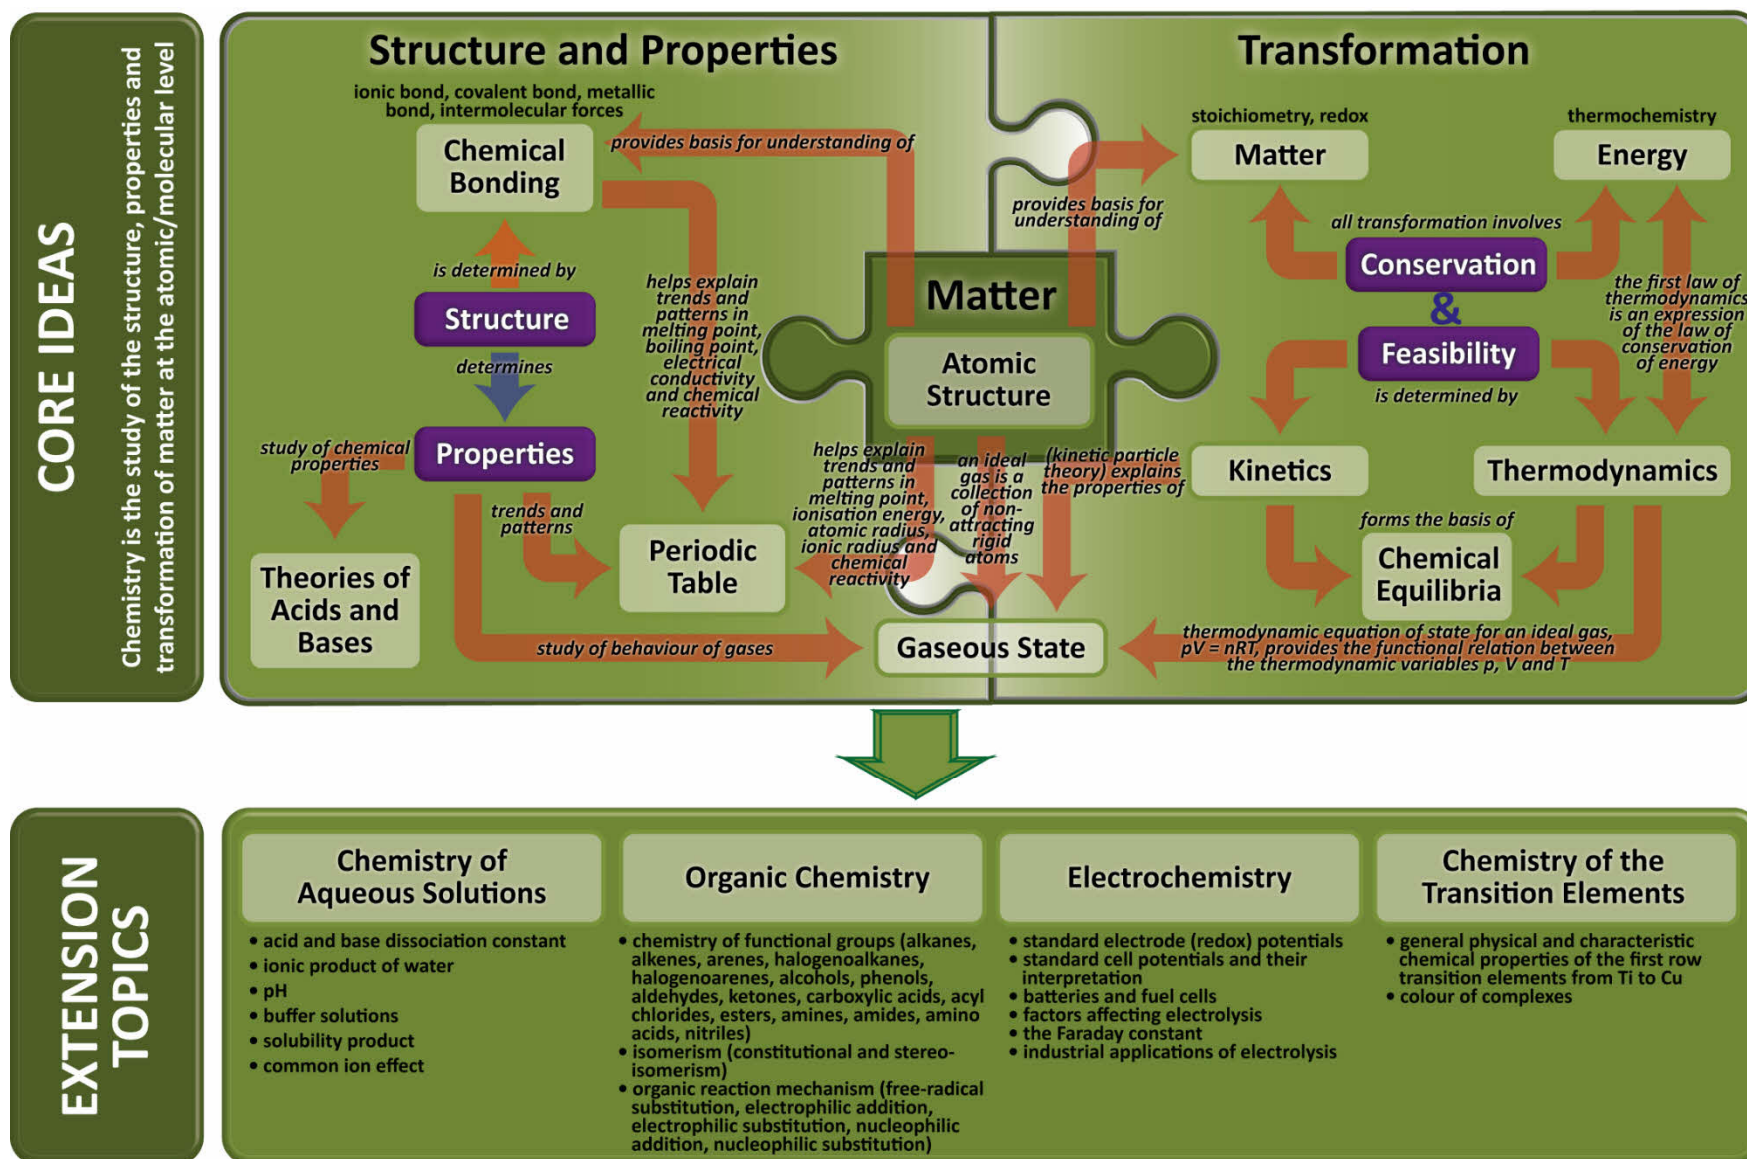 CORE IDEAS
Chemistry is the study of the structure, properties and
transformation of matter at the atomic/molecular level
Structure and Properties
ionic bond, covalent bond, metallic
bond, intermolecular forces
Chemical
Bonding
provides basis for understanding of
is determined by
Structure
determines
Properties
helps explain
trends and
patterns in
melting point,
boiling point,
electrical
conductivity
and chemical
reactivity
study of chemical
properties
trends and
patterns
Theories of
Acids and
Bases
Periodic
Table
study of behaviour of gases
Matter
Atomic
Structure
helps explain
trends and
patterns in
melting point,
ionisation energy,
atomic radius,
ionic radius and
chemical
reactivity
an ideal
gas is a
collection
of non-
attracting
rigid
atoms
Gaseous State
Transformation
stoichiometry, redox
Matter
thermochemistry
Energy
provides basis for
understanding of
all transformation involves
Conservation
&
Feasibility
is determined by
the first law of
thermodynamics
is an expression
of the law of
conservation
of energy
(kinetic particle
theory) explains
the properties of
Kinetics
Thermodynamics
forms the basis of
Chemical
Equilibria
thermodynamic equation of state for an ideal gas,
pV = nRT, provides the functional relation between
the thermodynamic variables p, V and T
EXTENSION
TOPICS
Chemistry of
Aqueous Solutions
• acid and base dissociation constant
• ionic product of water
• pH
• buffer solutions
• solubility product
• common ion effect
Organic Chemistry
• chemistry of functional groups (alkanes,
alkenes, arenes, halogenoalkanes,
halogenoarenes, alcohols, phenols,
aldehydes, ketones, carboxylic acids, acyl
chlorides, esters, amines, amides, amino
acids, nitriles)
• isomerism (constitutional and stereo-
isomerism)
• organic reaction mechanism (free-radical
substitution, electrophilic addition,
electrophilic substitution, nucleophilic
addition, nucleophilic substitution)
Electrochemistry
• standard electrode (redox) potentials
• standard cell potentials and their
interpretation
• batteries and fuel cells
• factors affecting electrolysis
• the Faraday constant
• industrial applications of electrolysis
Chemistry of the
Transition Elements
• general physical and characteristic
chemical properties of the first row
transition elements from Ti to Cu
• colour of complexes